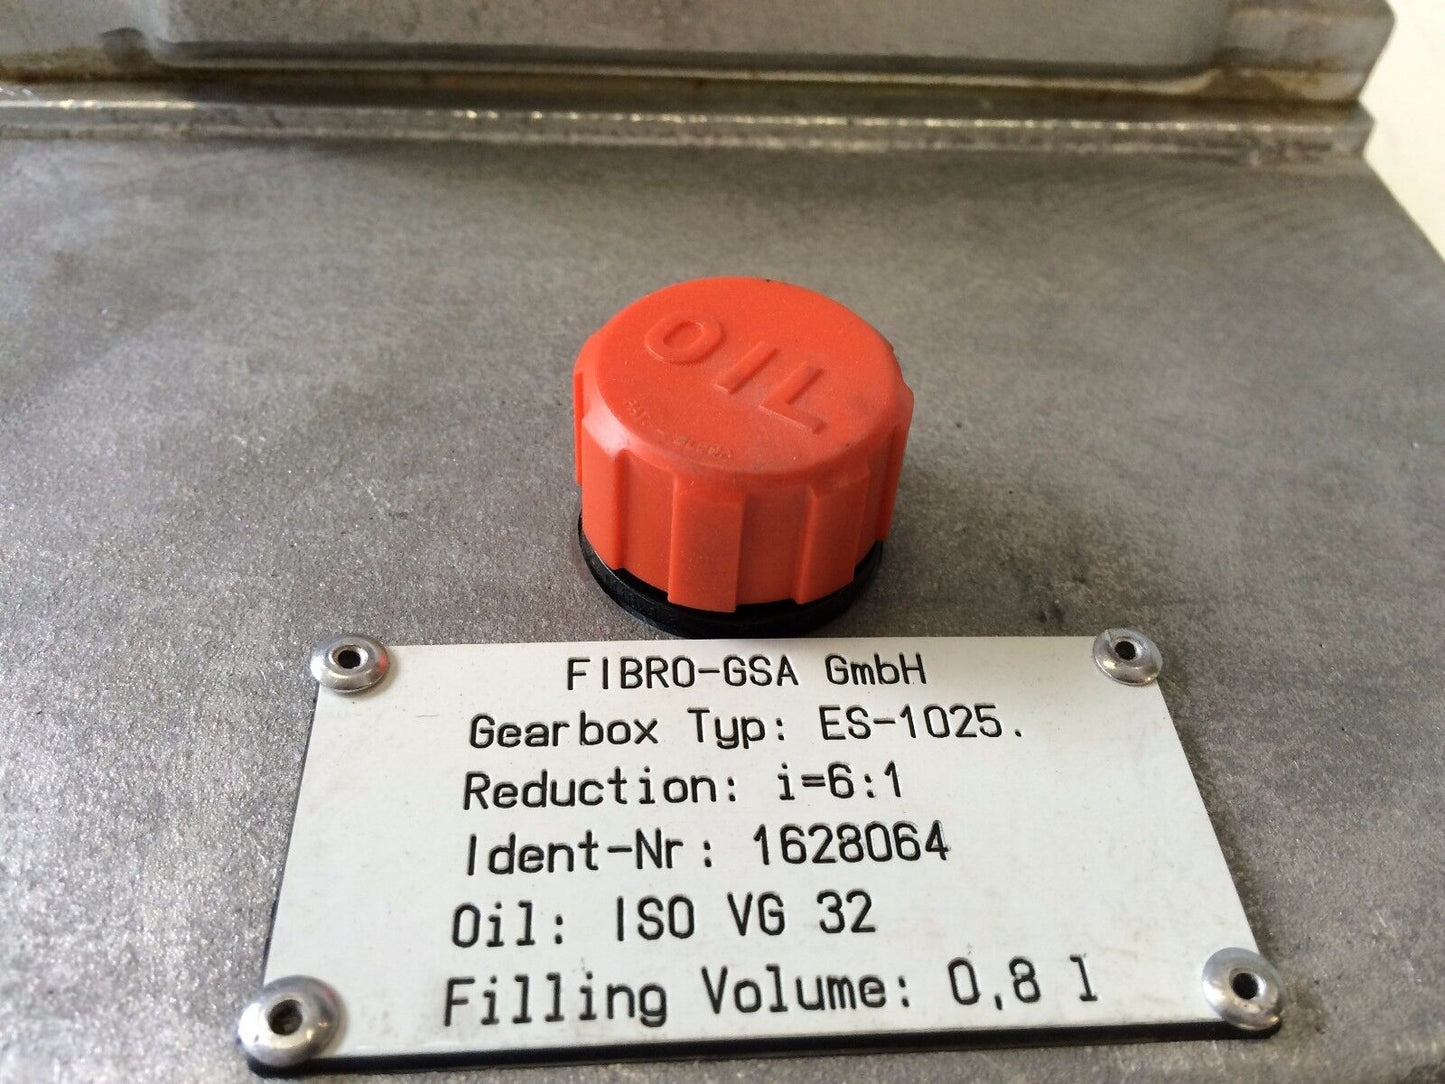 OIL
FIBRO-GSA GmbH
Gearbox Typ: ES-1025.
Reduction: i=6:1
Ident-Nr: 1628064
Oil: ISO VG 32
Filling Volume: 0,8 l